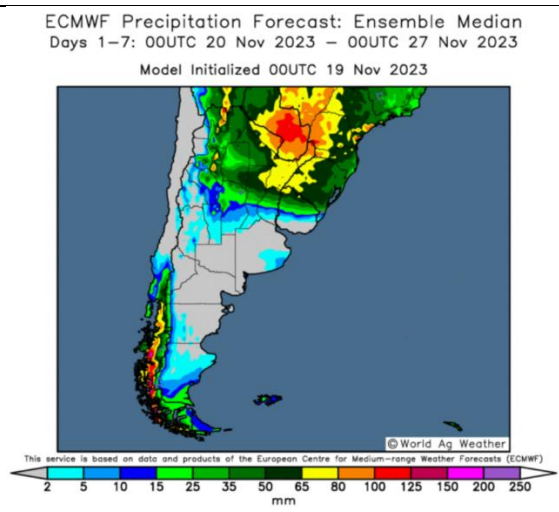 ECMWF Precipitation Forecast: Ensemble Median
Days 1–7: 00UTC 20 Nov 2023 – 00UTC 27 Nov 2023
Model Initialized 00UTC 19 Nov 2023
© World Ag Weather
This service is based on data and products of the European Centre for Medium-range Weather Forecasts (ECMWF)
2 5 10 15 25 35 50 65 80 100 125 150 200 250
mm